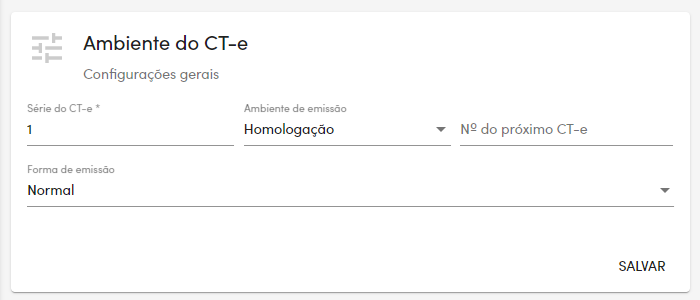 Ambiente do CT-e
Configurações gerais
Série do CT-e *
Ambiente de emissão
1
Homologação
Nº do próximo CT-e
Forma de emissão
Normal
SALVAR